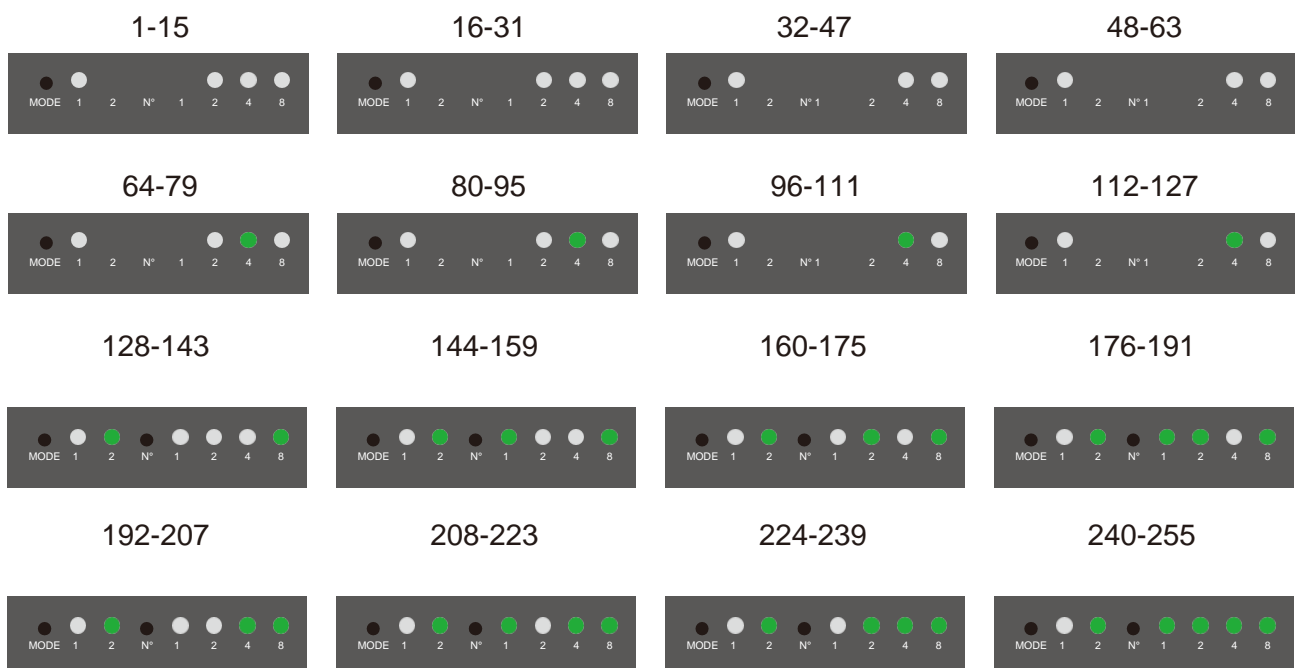 1-15 16-31 32-47 48-63
MODE 1 2 N° 1 2 4 8 MODE 1 2 N° 1 2 4 8 MODE 1 2 N° 1 2 4 8 MODE 1 2 N° 1 2 4 8
64-79 80-95 96-111 112-127
MODE 1 2 N° 1 2 4 8 MODE 1 2 N° 1 2 4 8 MODE 1 2 N° 1 2 4 8 MODE 1 2 N° 1 2 4 8
128-143 144-159 160-175 176-191
MODE 1 2 N° 1 2 4 8 MODE 1 2 N° 1 2 4 8 MODE 1 2 N° 1 2 4 8 MODE 1 2 N° 1 2 4 8
192-207 208-223 224-239 240-255
MODE 1 2 N° 1 2 4 8 MODE 1 2 N° 1 2 4 8 MODE 1 2 N° 1 2 4 8 MODE 1 2 N° 1 2 4 8